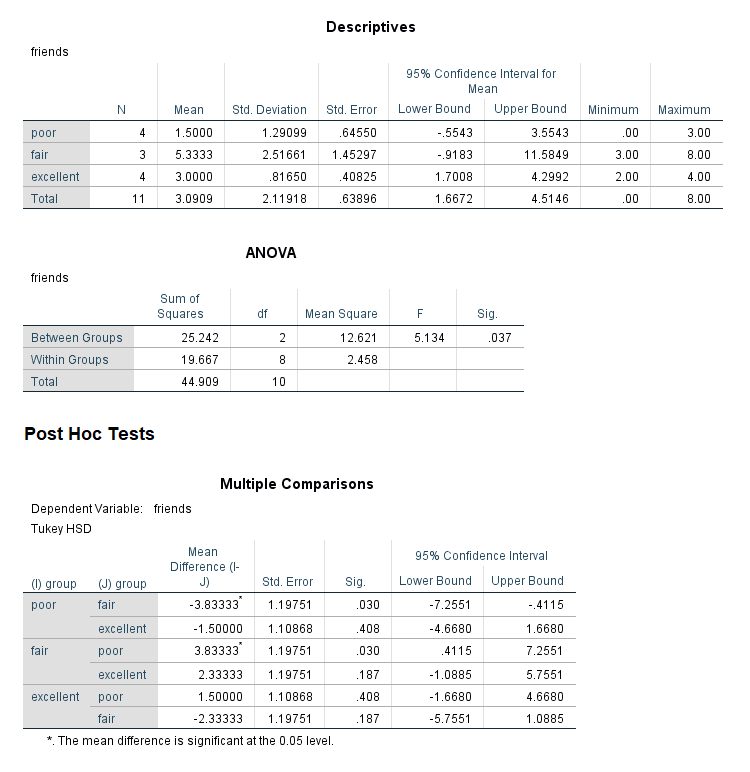 Descriptives
friends
95% Confidence Interval for
Mean
N Mean Std. Deviation Std. Error Lower Bound Upper Bound Minimum Maximum
poor 4 1.5000 1.29099 .64550 -.5543 3.5543 .00 3.00
fair 3 5.3333 2.51661 1.45297 -.9183 11.5849 3.00 8.00
excellent 4 3.0000 .81650 .40825 1.7008 4.2992 2.00 4.00
Total 11 3.0909 2.11918 .63896 1.6672 4.5146 .00 8.00
ANOVA
friends
Sum of
Squares df Mean Square F Sig.
Between Groups 25.242 2 12.621 5.134 .037
Within Groups 19.667 8 2.458
Total 44.909 10
Post Hoc Tests
Multiple Comparisons
Dependent Variable: friends
Tukey HSD
Mean
Difference (I-
95% Confidence Interval
(I) group (J) group J) Std. Error Sig. Lower Bound Upper Bound
poor fair -3.83333* 1.19751 .030 -7.2551 -.4115
excellent -1.50000 1.10868 .408 -4.6680 1.6680
fair poor 3.83333* 1.19751 .030 .4115 7.2551
excellent 2.33333 1.19751 .187 -1.0885 5.7551
excellent poor 1.50000 1.10868 .408 -1.6680 4.6680
fair -2.33333 1.19751 .187 -5.7551 1.0885
*. The mean difference is significant at the 0.05 level.